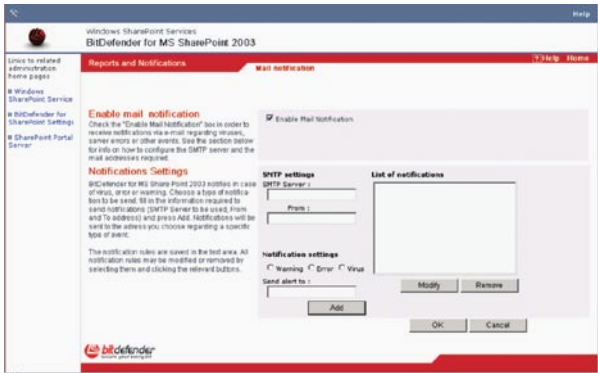 Help
Windows SharePoint Services
BitDefender for MS SharePoint 2003
Links to related
administration
home pages
Windows
SharePoint Service
BitDefender for
SharePoint Settings
SharePoint Portal
Server
Reports and Notifications
Mail notification
[?]Help Home
Enable mail notification
Check the "Enable Mail Notification" box in order to
receive notifications via e-mail regarding viruses,
server errors or other events. See the section below
for info on how to configure the SMTP server and the
mail addresses required.
Enable Mail Notification
Notifications Settings
BitDefender for MS Share Point 2003 notifies in case
of virus, error or warning. Choose a type of notifica-
tion to be send, fill in the information required to
send notifications (SMTP Server to be used, From
and To address) and press Add. Notifications will be
sent to the adress you choose regarding a specific
type of event.
The notification rules are saved in the text area. All
notification rules may be modified or removed by
selecting them and clicking the relevant buttons.
SMTP settings
SMTP Server :
From :
Notification settings
Warning Error Virus
Send alert to :
Add
List of notifications
Modify Remove
OK Cancel
bitdefender
secure your every bit